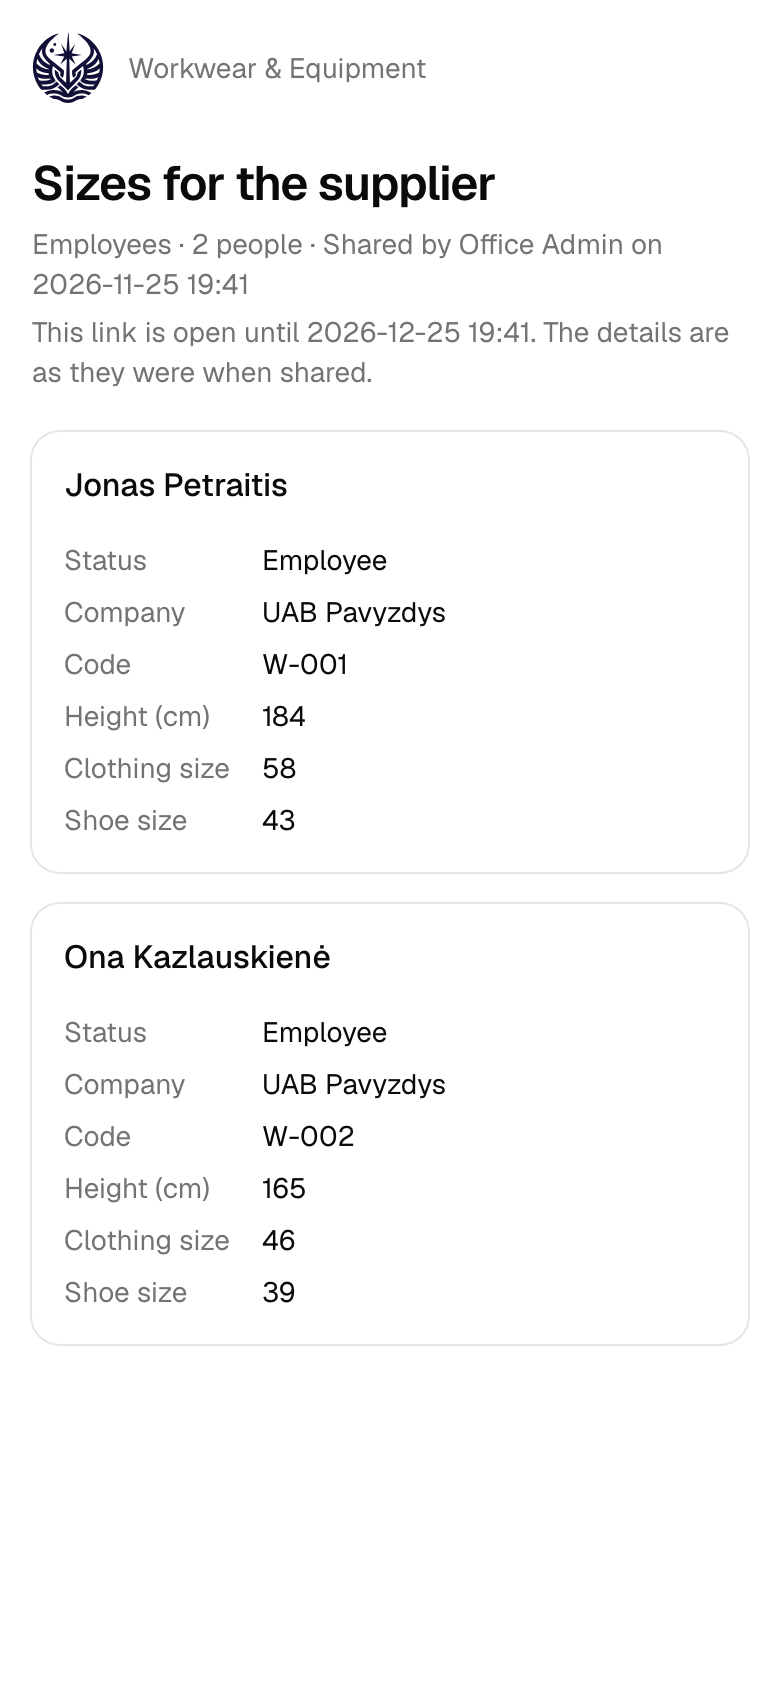 Workwear & Equipment
Sizes for the supplier
Employees · 2 people · Shared by Office Admin on
2026-11-25 19:41
This link is open until 2026-12-25 19:41. The details are
as they were when shared.
Jonas Petraitis
Status Employee
Company UAB Pavyzdys
Code W-001
Height (cm) 184
Clothing size 58
Shoe size 43
Ona Kazlauskienė
Status Employee
Company UAB Pavyzdys
Code W-002
Height (cm) 165
Clothing size 46
Shoe size 39